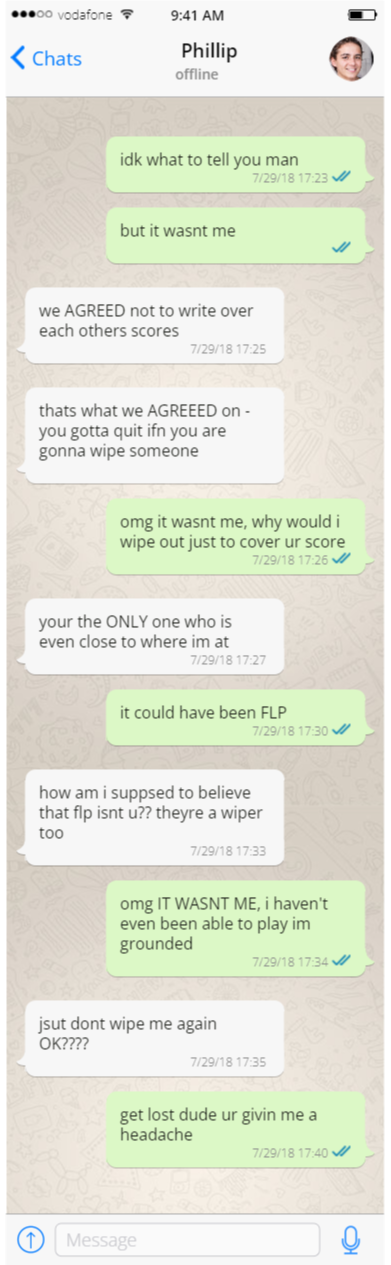 vodafone 9:41 AM
Chats
Phillip
offline
idk what to tell you man
7/29/18 17:23
but it wasnt me
we AGREED not to write over
each others scores
7/29/18 17:25
thats what we AGREEED on -
you gotta quit ifn you are
gonna wipe someone
omg it wasnt me, why would i
wipe out just to cover ur score
7/29/18 17:26
your the ONLY one who is
even close to where im at
7/29/18 17:27
it could have been FLP
7/29/18 17:30
how am i suppsed to believe
that flp isnt u?? theyre a wiper
too
7/29/18 17:33
omg IT WASNT ME, i haven't
even been able to play im
grounded
7/29/18 17:34
jsut dont wipe me again
OK????
7/29/18 17:35
get lost dude ur givin me a
headache
7/29/18 17:40
Message